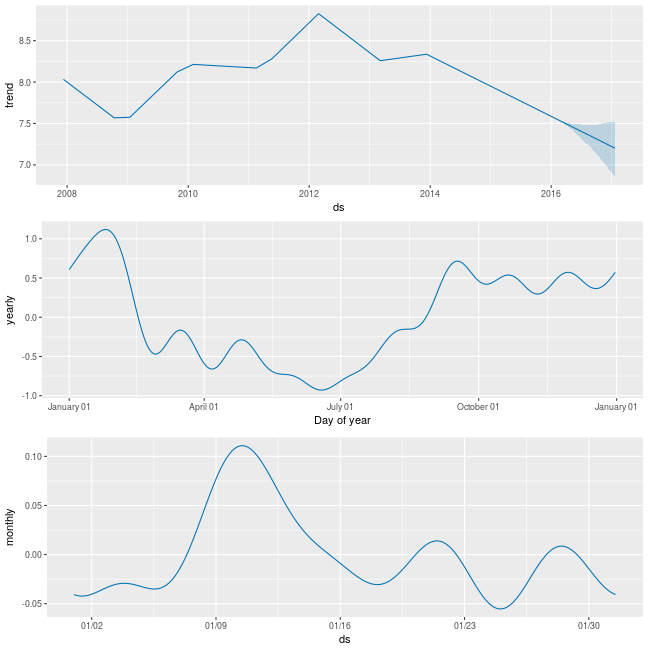 8.5
8.0
7.5
7.0
trend
2008 2010 2012 2014 2016
ds
1.0
0.5
0.0
-0.5
-1.0
yearly
January 01 April 01 July 01 October 01 January 01
Day of year
0.10
0.05
0.00
-0.05
monthly
01/02 01/09 01/16 01/23 01/30
ds